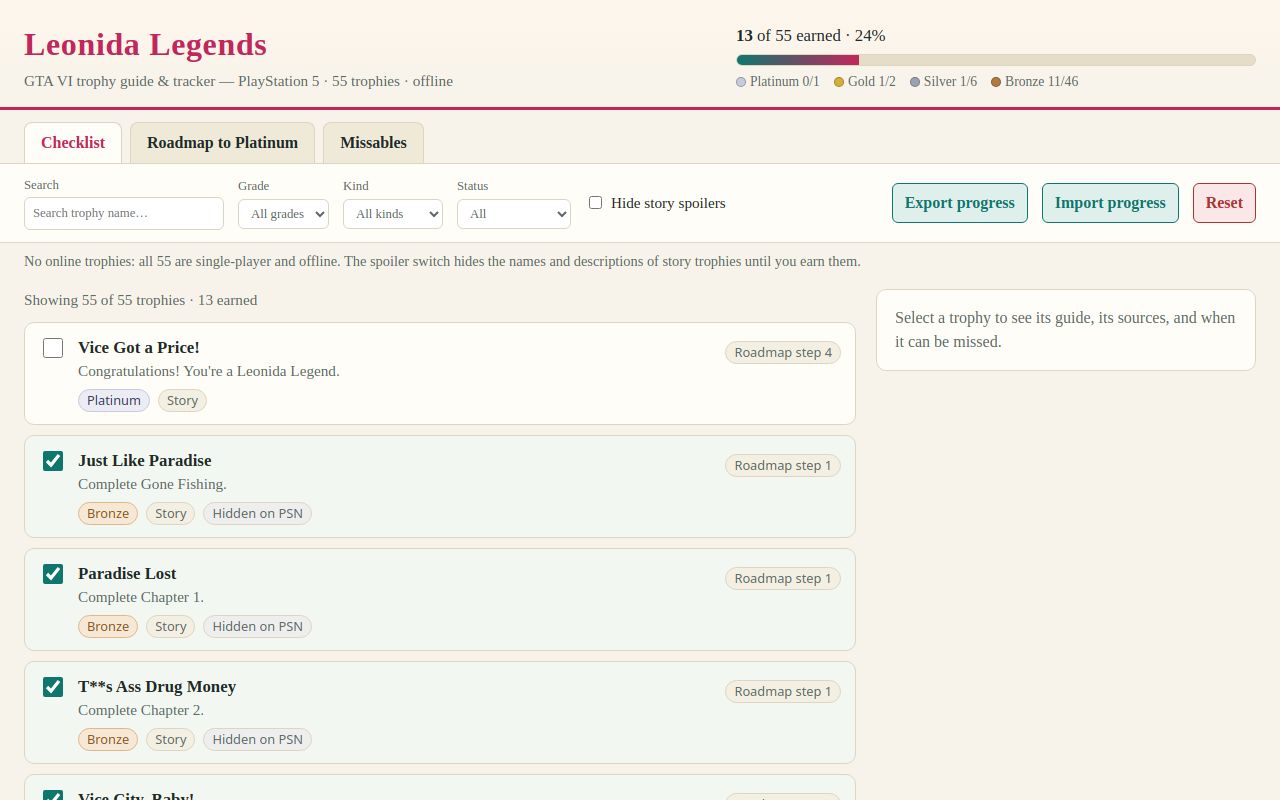 Leonida Legends
GTA VI trophy guide & tracker — PlayStation 5 · 55 trophies · offline
13 of 55 earned · 24%
Platinum 0/1 Gold 1/2 Silver 1/6 Bronze 11/46
Checklist Roadmap to Platinum Missables
Search Grade Kind Status
Search trophy name… All grades All kinds All Hide story spoilers Export progress Import progress Reset
No online trophies: all 55 are single-player and offline. The spoiler switch hides the names and descriptions of story trophies until you earn them.
Showing 55 of 55 trophies · 13 earned
Vice Got a Price!
Roadmap step 4
Congratulations! You're a Leonida Legend.
Platinum Story
Just Like Paradise
Roadmap step 1
Complete Gone Fishing.
Bronze Story Hidden on PSN
Paradise Lost
Roadmap step 1
Complete Chapter 1.
Bronze Story Hidden on PSN
T**s Ass Drug Money
Roadmap step 1
Complete Chapter 2.
Bronze Story Hidden on PSN
Vice City, Baby!
Select a trophy to see its guide, its sources, and when
it can be missed.